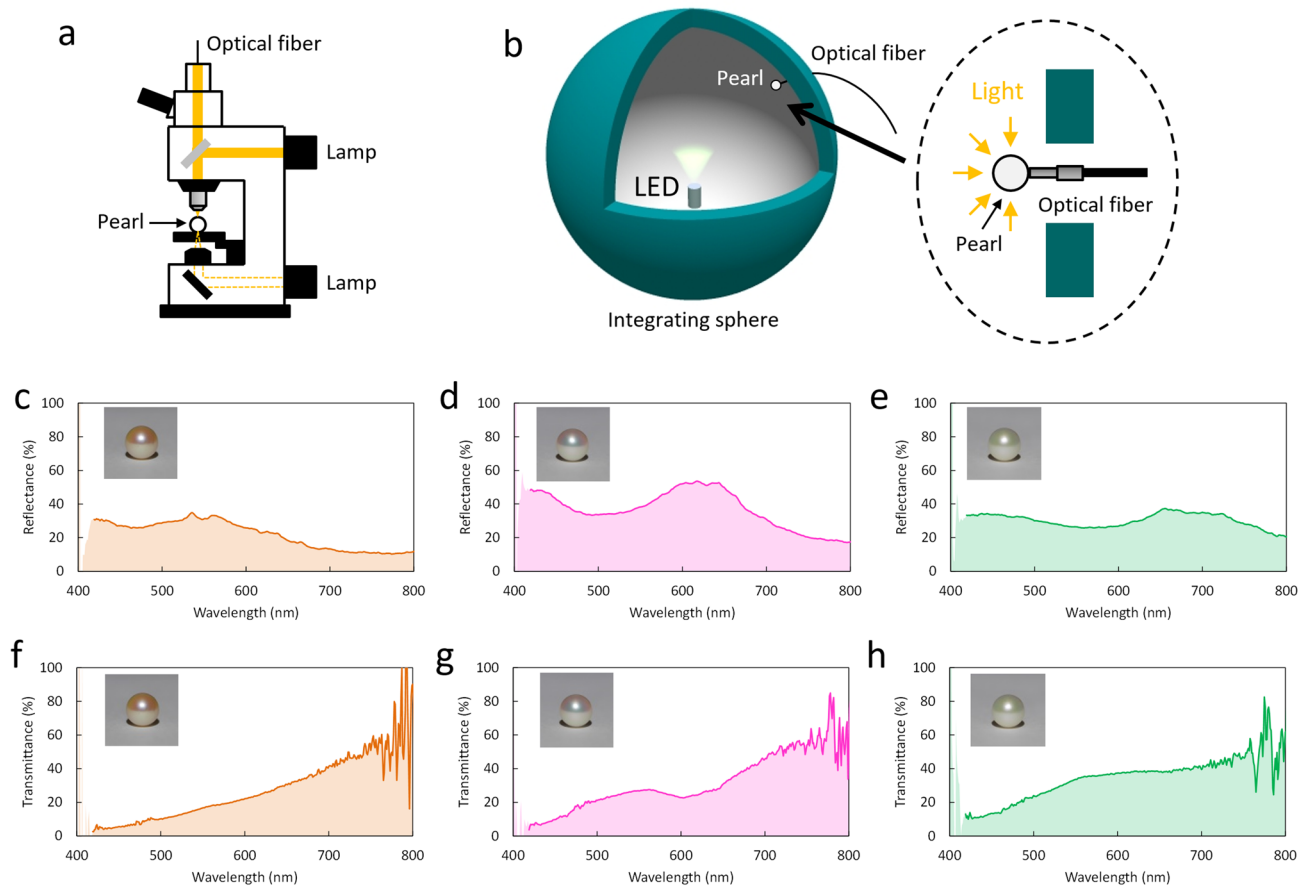 a
Optical fiber
Lamp
Pearl
Lamp
b
Optical fiber
Pearl
LED
Integrating sphere
Light
Optical fiber
Pearl
c
100
80
60
40
20
0
Reflectance (%)
400 500 600 700 800
Wavelength (nm)
d
100
80
60
40
20
0
Reflectance (%)
400 500 600 700 800
Wavelength (nm)
e
100
80
60
40
20
0
Reflectance (%)
400 500 600 700 800
Wavelength (nm)
f
100
80
60
40
20
0
Transmittance (%)
400 500 600 700 800
Wavelength (nm)
g
100
80
60
40
20
0
Transmittance (%)
400 500 600 700 800
Wavelength (nm)
h
100
80
60
40
20
0
Transmittance (%)
400 500 600 700 800
Wavelength (nm)